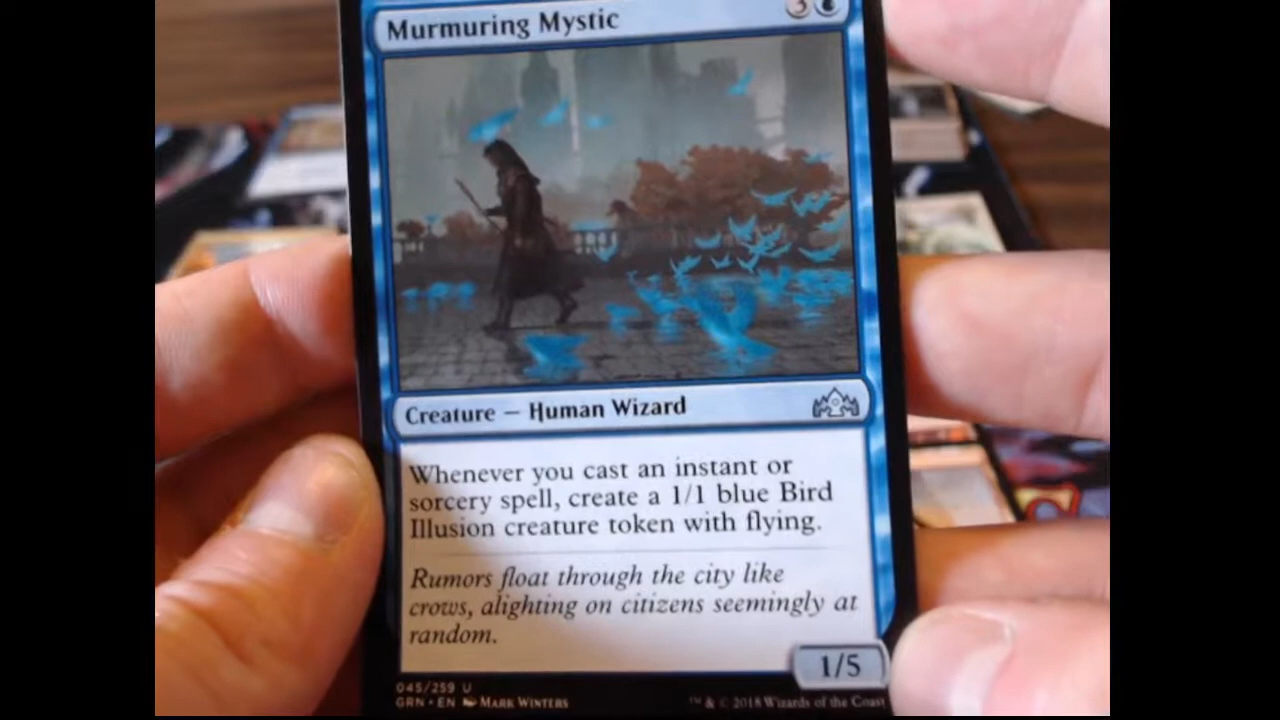 Murmuring Mystic 3
Creature — Human Wizard
Whenever you cast an instant or
sorcery spell, create a 1/1 blue Bird
Illusion creature token with flying.
Rumors float through the city like
crows, alighting on citizens seemingly at
random.
1/5
045/259 U
GRN • EN MARK WINTERS
™ & © 2018 Wizards of the Coast